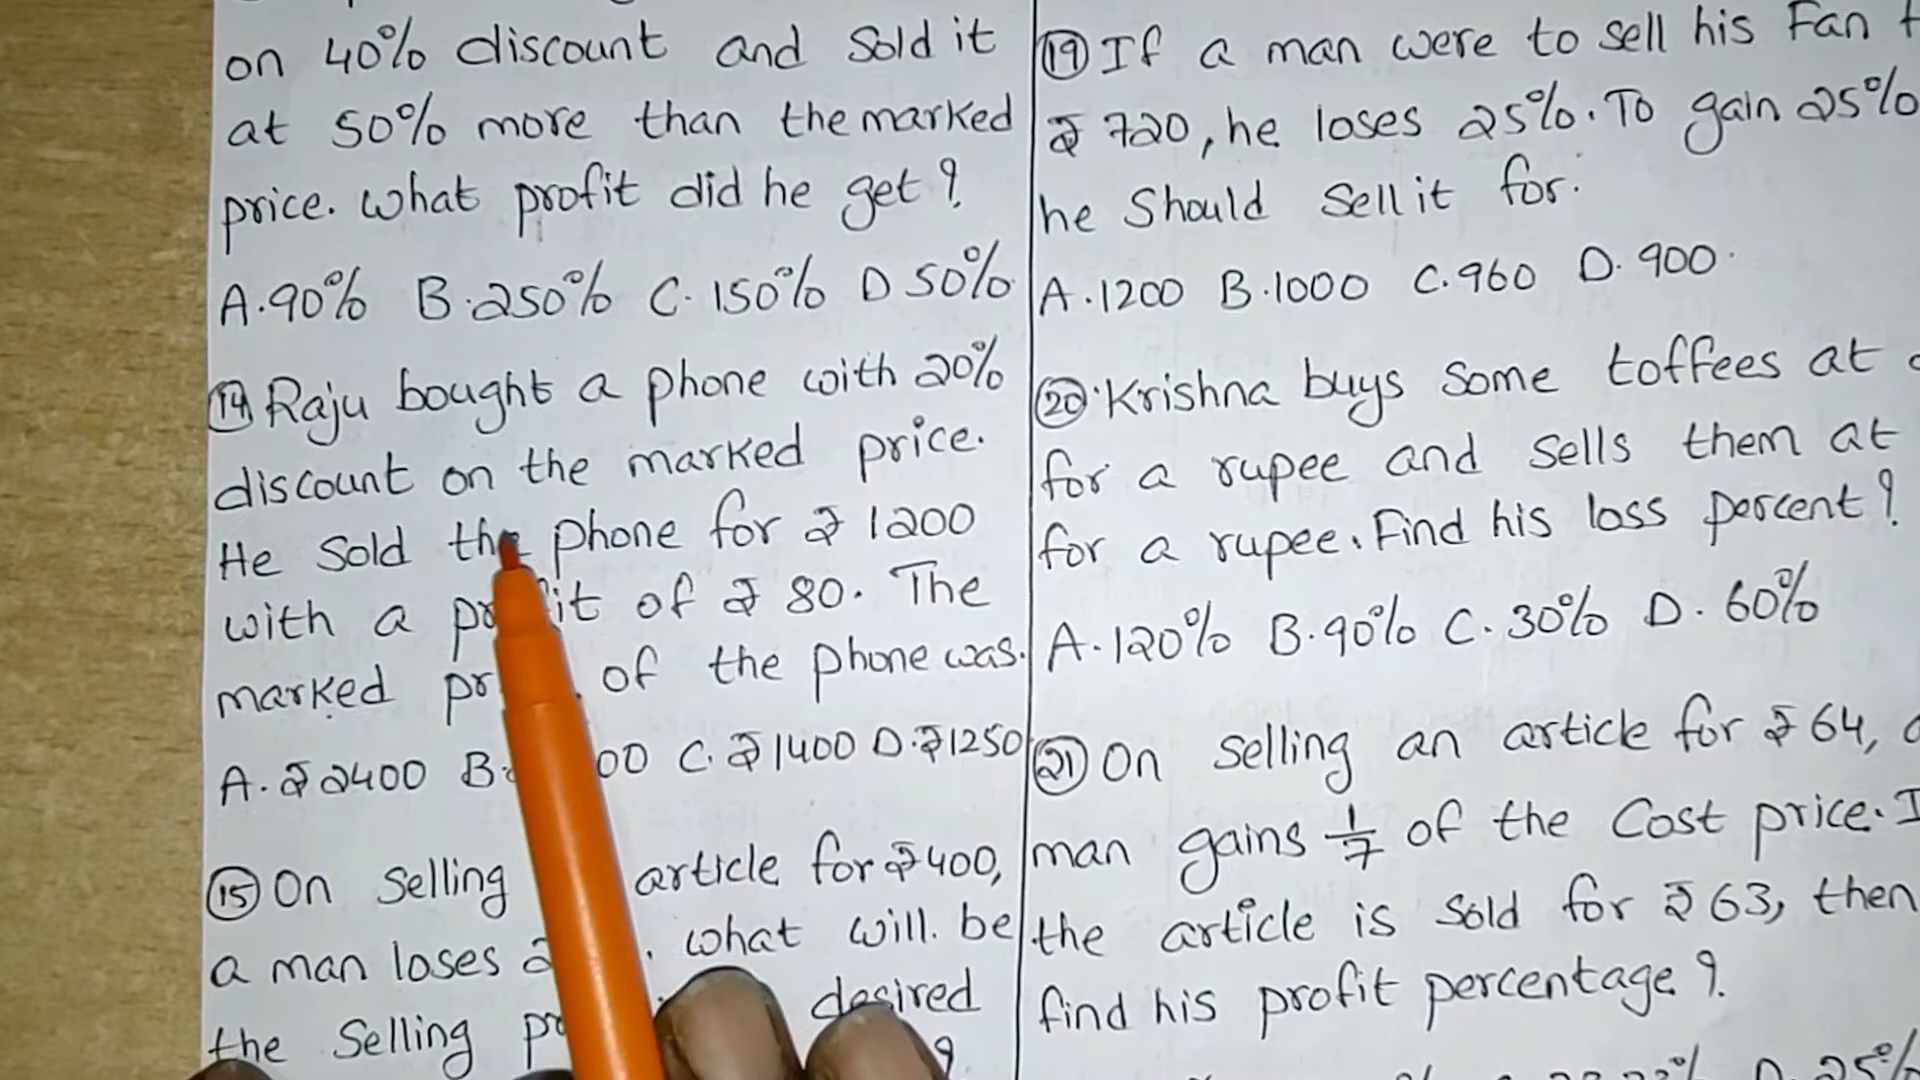 on 40% discount and sold it
at 50% more than the marked
price. What profit did he get?
A.90% B.250% C.150% D 50%
14 Raju bought a phone with 20%
discount on the marked price.
He sold the phone for ₹ 1200
with a profit of ₹ 80. The
marked of the phone was.
A.₹2400 B. C.₹1400 D.₹1250
15 On selling article for ₹400,
a man loses . what will be
the selling desired
?
19 If a man were to sell his Fan
₹720, he loses 25%. To gain 25%
he should sell it for.
A.1200 B.1000 C.960 D.900.
20.Krishna buys some toffees at
for a rupee and sells them at
for a rupee. Find his loss percent?
A.120% B.90% C.30% D.60%
21 On selling an article for ₹64,
man gains 1/7 of the cost price.
the article is sold for ₹63, then
find his profit percentage?
D.25%